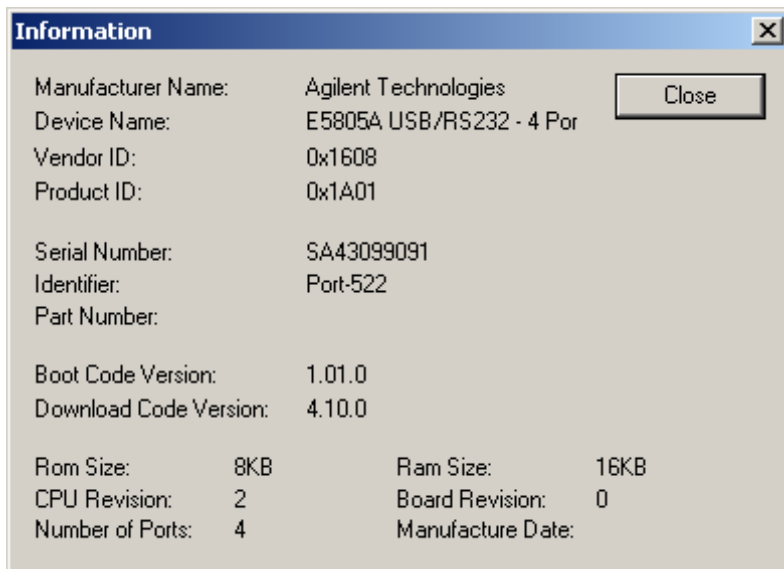 Information
Manufacturer Name: Agilent Technologies
Close
Device Name: E5805A USB/RS232 - 4 Por
Vendor ID: 0x1608
Product ID: 0x1A01
Serial Number: SA43099091
Identifier: Port-522
Part Number:
Boot Code Version: 1.01.0
Download Code Version: 4.10.0
Rom Size: 8KB Ram Size: 16KB
CPU Revision: 2 Board Revision: 0
Number of Ports: 4 Manufacture Date: